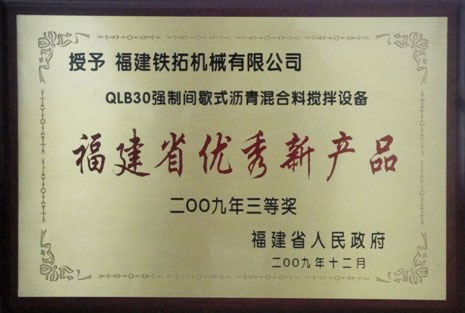 授予 福建铁拓机械有限公司
QLB30强制间歇式沥青混合料搅拌设备
福建省优秀新产品
二OO九年三等奖
福建省人民政府
二OO九年十二月